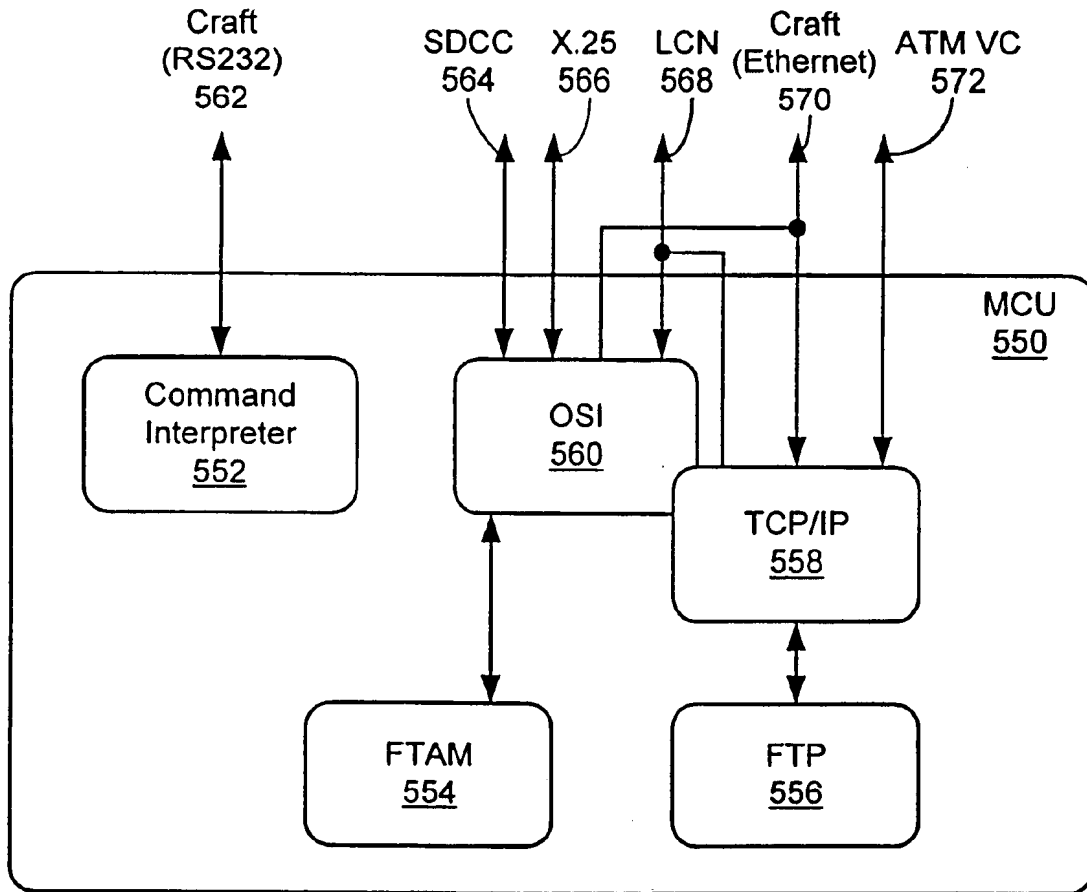 Craft
(RS232)
562
SDCC
564
X.25
566
LCN
568
Craft
(Ethernet)
570
ATM VC
572
MCU
550
Command
Interpreter
552
OSI
560
TCP/IP
558
FTAM
554
FTP
556